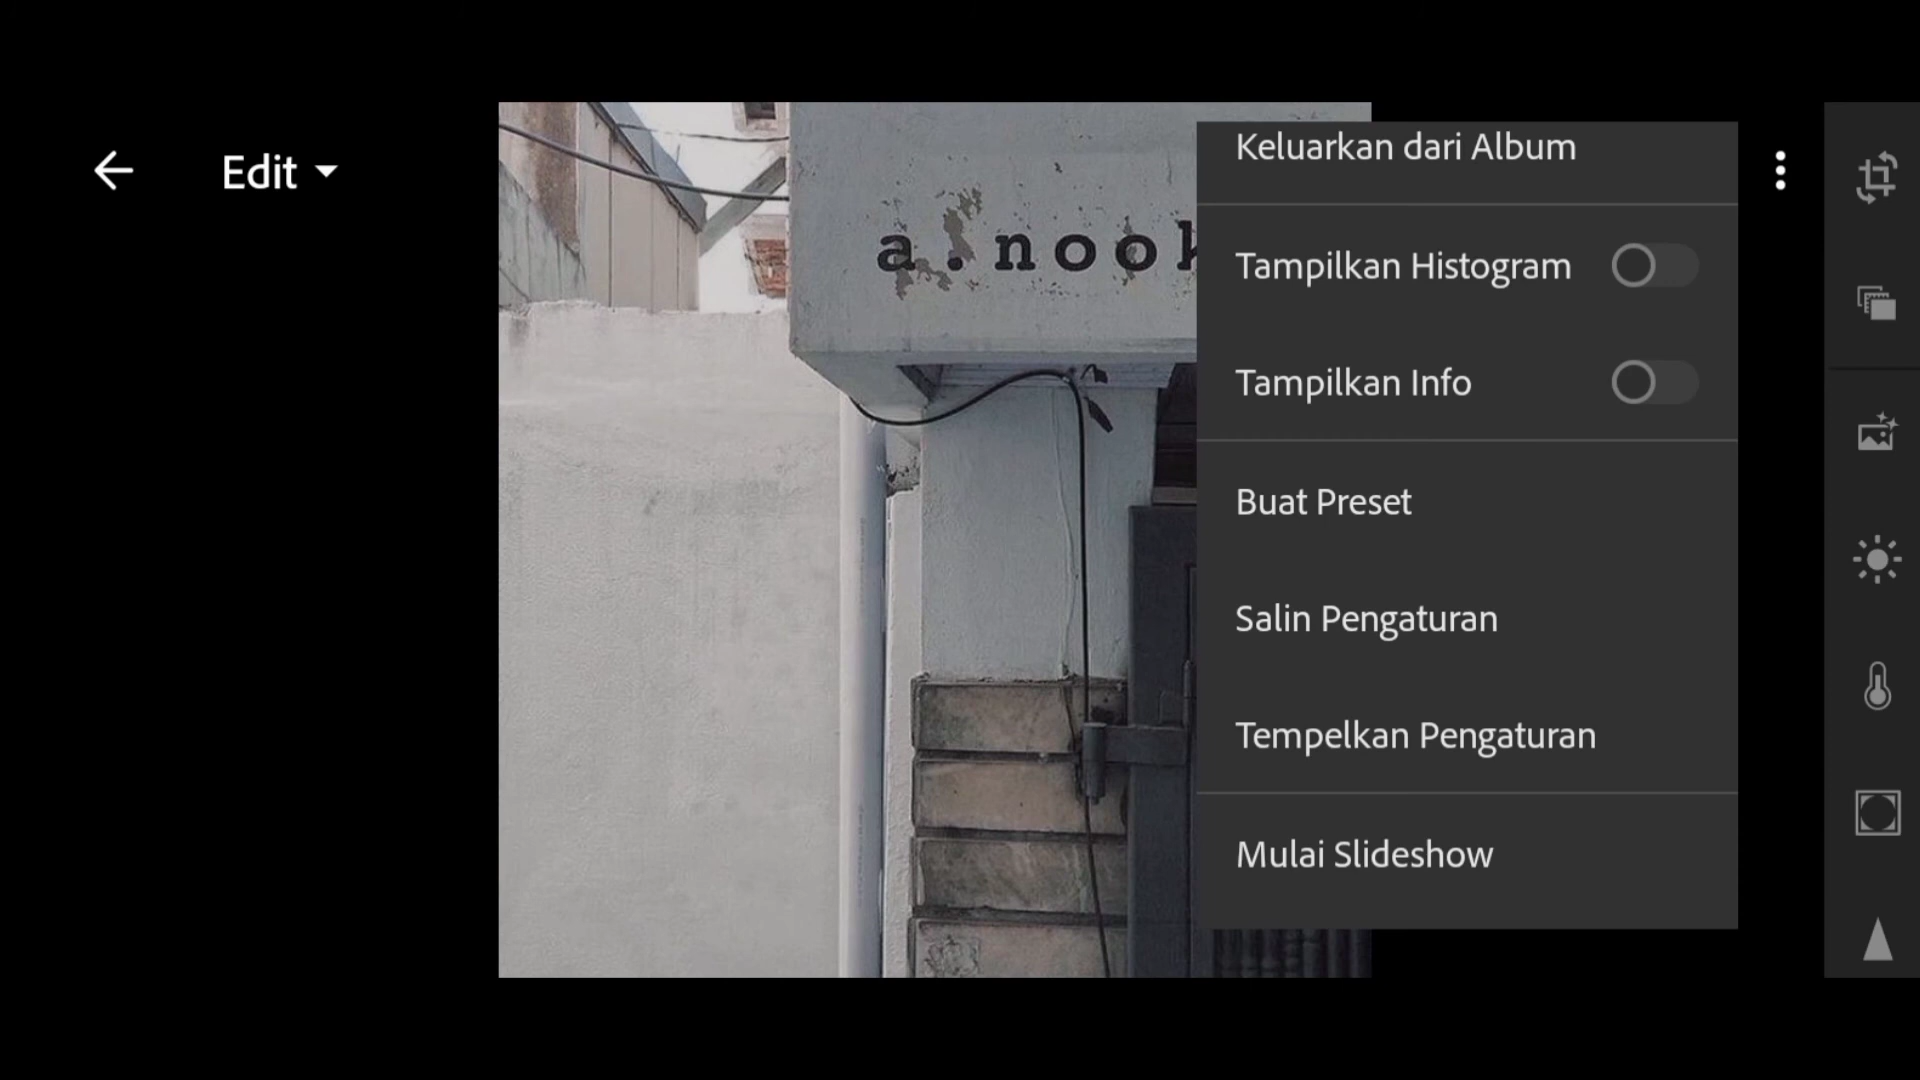 Edit
a.nook
Keluarkan dari Album
Tampilkan Histogram
Tampilkan Info
Buat Preset
Salin Pengaturan
Tempelkan Pengaturan
Mulai Slideshow